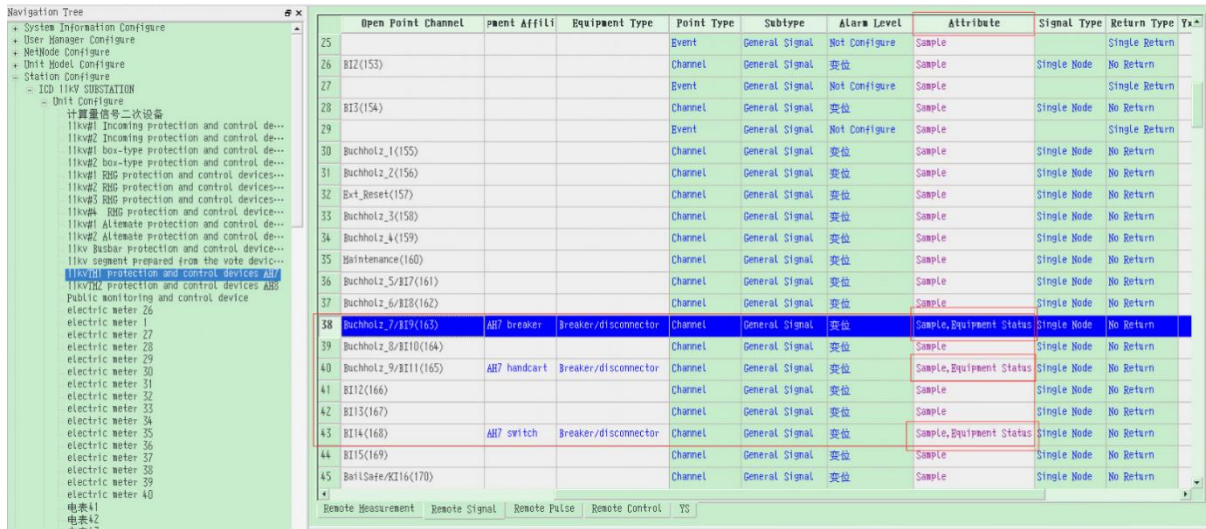 Navigation Tree
System Information Configure
User Manager Configure
NetNode Configure
Unit Model Configure
Station Configure
ICD 11kV SUBSTATION
Unit Configure
计算量信号二次设备
11kv#1 Incoming protection and control de···
11kv#2 Incoming protection and control de···
11kv#1 box-type protection and control de···
11kv#2 box-type protection and control de···
11kv#1 RMG protection and control devices···
11kv#2 RMG protection and control devices···
11kv#3 RMG protection and control devices···
11kv#4 RMG protection and control device···
11kv#1 Altemate protection and control de···
11kv#2 Altemate protection and control de···
11kv Busbar protection and control device···
11kv segment prepared from the vote devic···
11kvTM1 protection and control devices AH7
11kvTM2 protection and control devices AH8
Public monitoring and control device
electric meter 26
electric meter 1
electric meter 27
electric meter 28
electric meter 29
electric meter 30
electric meter 31
electric meter 32
electric meter 33
electric meter 34
electric meter 35
electric meter 36
electric meter 37
electric meter 38
electric meter 39
electric meter 40
电表41
电表42
Open Point Channel pment Affili Equipment Type Point Type Subtype Alarm Level Attribute Signal Type Return Type Yx
25 Event General Signal Not Configure Sample Single Return
26 BI2(153) Channel General Signal 变位 Sample Single Node No Return
27 Event General Signal Not Configure Sample Single Return
28 BI3(154) Channel General Signal 变位 Sample Single Node No Return
29 Event General Signal Not Configure Sample Single Return
30 Buchholz_1(155) Channel General Signal 变位 Sample Single Node No Return
31 Buchholz_2(156) Channel General Signal 变位 Sample Single Node No Return
32 Ext_Reset(157) Channel General Signal 变位 Sample Single Node No Return
33 Buchholz_3(158) Channel General Signal 变位 Sample Single Node No Return
34 Buchholz_4(159) Channel General Signal 变位 Sample Single Node No Return
35 Maintenance(160) Channel General Signal 变位 Sample Single Node No Return
36 Buchholz_5/BI7(161) Channel General Signal 变位 Sample Single Node No Return
37 Buchholz_6/BI8(162) Channel General Signal 变位 Sample Single Node No Return
38 Buchholz_7/BI9(163) AH7 breaker Breaker/disconnector Channel General Signal 变位 Sample,Equipment Status Single Node No Return
39 Buchholz_8/BI10(164) Channel General Signal 变位 Sample Single Node No Return
40 Buchholz_9/BI11(165) AH7 handcart Breaker/disconnector Channel General Signal 变位 Sample,Equipment Status Single Node No Return
41 BI12(166) Channel General Signal 变位 Sample Single Node No Return
42 BI13(167) Channel General Signal 变位 Sample Single Node No Return
43 BI14(168) AH7 switch Breaker/disconnector Channel General Signal 变位 Sample,Equipment Status Single Node No Return
44 BI15(169) Channel General Signal 变位 Sample Single Node No Return
45 BailSafe/KI16(170) Channel General Signal 变位 Sample Single Node No Return
Remote Measurement Remote Signal Remote Pulse Remote Control YS